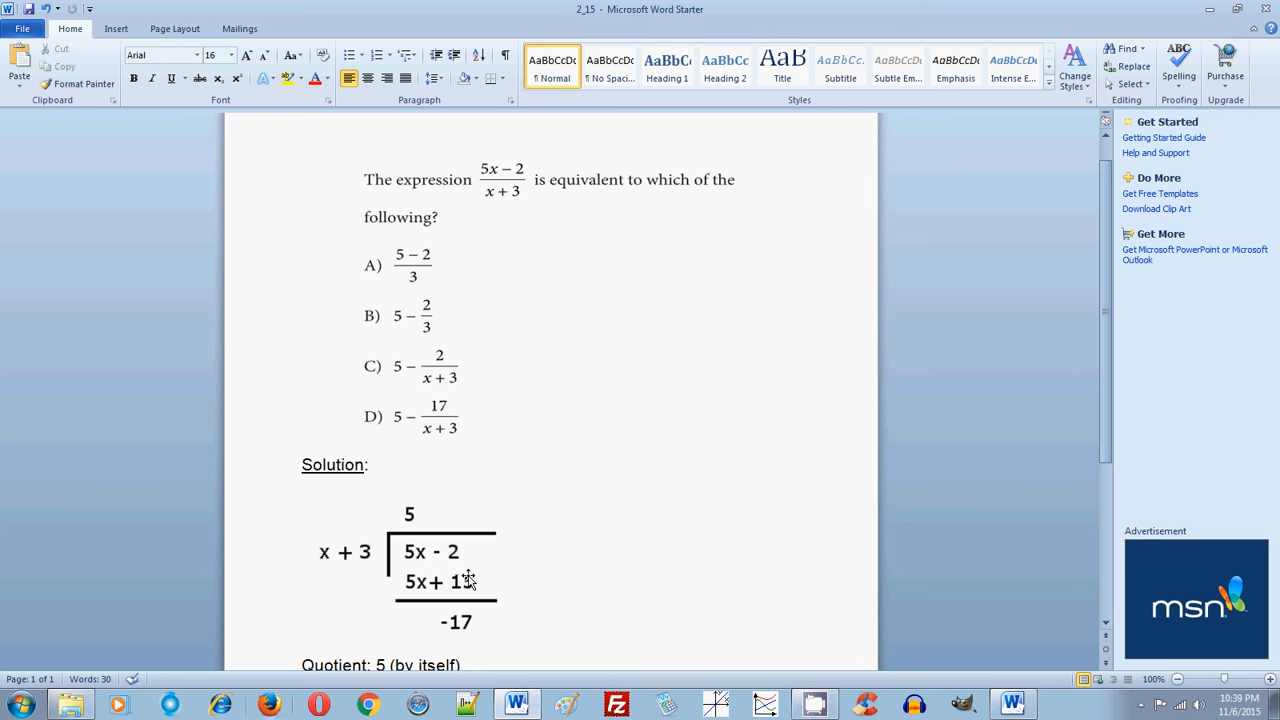 2_15 - Microsoft Word Starter
File Home Insert Page Layout Mailings
Paste
Cut
Copy
Format Painter
Clipboard
Arial 16
B I U abc x₂ x²
Aa
A
Font
Paragraph
AaBbCcDc AaBbCcDc AaBbC AaBbCc AaB AaBbCc. AaBbCcDc AaBbCcDc AaBbCcDc
¶ Normal ¶ No Spaci... Heading 1 Heading 2 Title Subtitle Subtle Em... Emphasis Intense E...
Change
Styles
Styles
Find
Replace
Select
Editing
ABC
Spelling
Proofing
Purchase
Upgrade
The expression (5x – 2)/(x + 3) is equivalent to which of the
following?
A) (5 – 2)/3
B) 5 – 2/3
C) 5 – 2/(x + 3)
D) 5 – 17/(x + 3)
Solution:
5
x + 3 5x - 2
5x+ 15
-17
Quotient: 5 (by itself)
Get Started
Getting Started Guide
Help and Support
Do More
Get Free Templates
Download Clip Art
Get More
Get Microsoft PowerPoint or Microsoft
Outlook
Advertisement
msn
Page: 1 of 1 Words: 30
100%
10:39 PM
11/6/2015